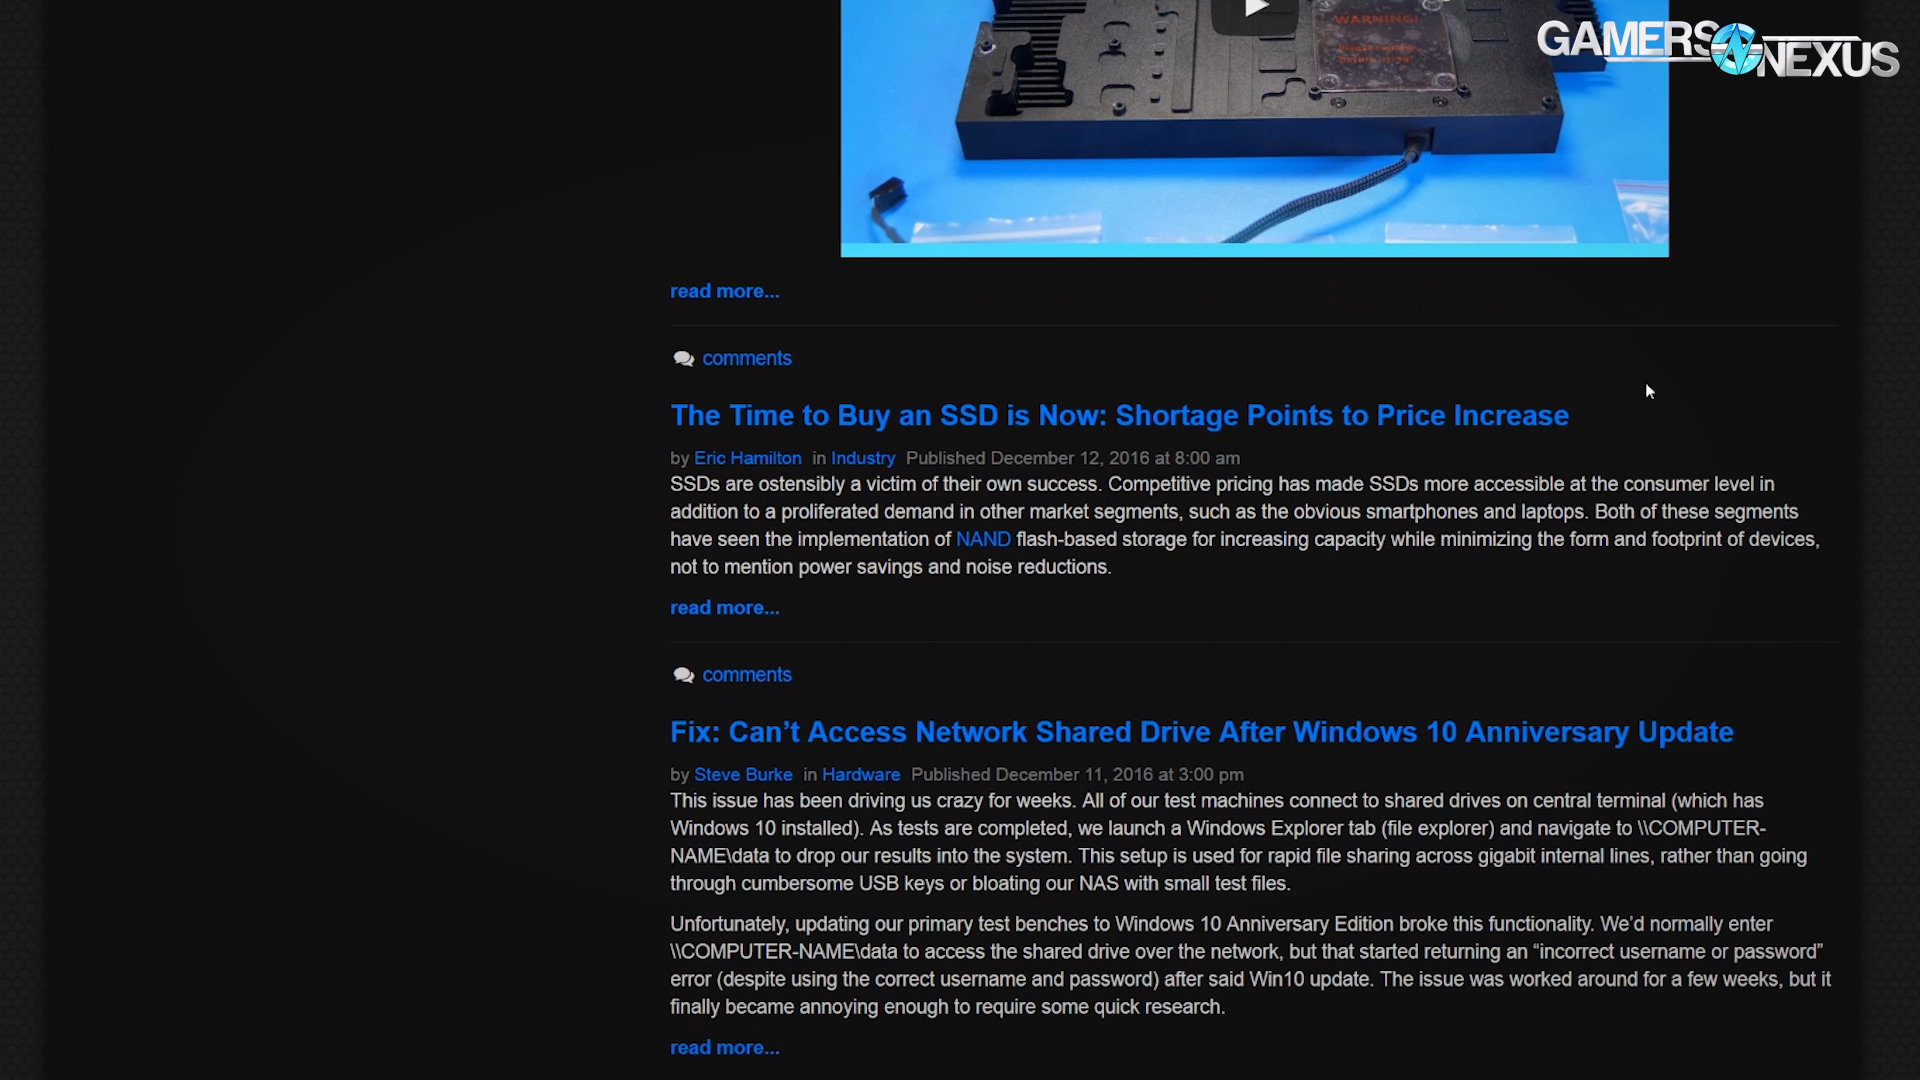 WARNING!
GAMERS NEXUS
read more...
comments
The Time to Buy an SSD is Now: Shortage Points to Price Increase
by Eric Hamilton in Industry Published December 12, 2016 at 8:00 am
SSDs are ostensibly a victim of their own success. Competitive pricing has made SSDs more accessible at the consumer level in
addition to a proliferated demand in other market segments, such as the obvious smartphones and laptops. Both of these segments
have seen the implementation of NAND flash-based storage for increasing capacity while minimizing the form and footprint of devices,
not to mention power savings and noise reductions.
read more...
comments
Fix: Can’t Access Network Shared Drive After Windows 10 Anniversary Update
by Steve Burke in Hardware Published December 11, 2016 at 3:00 pm
This issue has been driving us crazy for weeks. All of our test machines connect to shared drives on central terminal (which has
Windows 10 installed). As tests are completed, we launch a Windows Explorer tab (file explorer) and navigate to \\COMPUTER-
NAME\data to drop our results into the system. This setup is used for rapid file sharing across gigabit internal lines, rather than going
through cumbersome USB keys or bloating our NAS with small test files.
Unfortunately, updating our primary test benches to Windows 10 Anniversary Edition broke this functionality. We’d normally enter
\\COMPUTER-NAME\data to access the shared drive over the network, but that started returning an “incorrect username or password”
error (despite using the correct username and password) after said Win10 update. The issue was worked around for a few weeks, but it
finally became annoying enough to require some quick research.
read more...